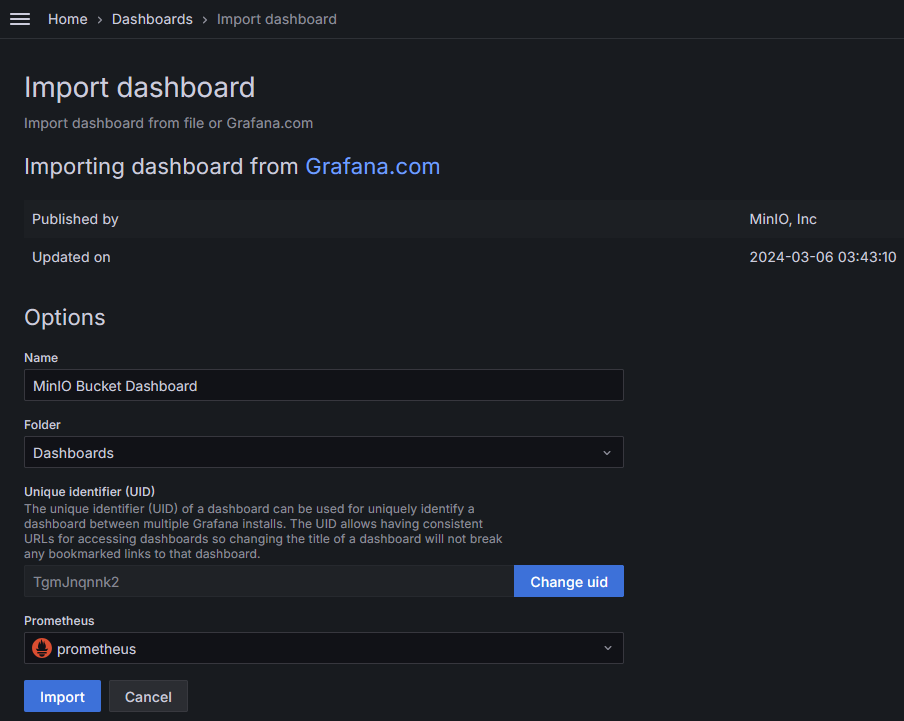 Home › Dashboards › Import dashboard
Import dashboard
Import dashboard from file or Grafana.com
Importing dashboard from Grafana.com
Published by MinIO, Inc
Updated on 2024-03-06 03:43:10
Options
Name
MinIO Bucket Dashboard
Folder
Dashboards
Unique identifier (UID)
The unique identifier (UID) of a dashboard can be used for uniquely identify a
dashboard between multiple Grafana installs. The UID allows having consistent
URLs for accessing dashboards so changing the title of a dashboard will not break
any bookmarked links to that dashboard.
TgmJnqnnk2 Change uid
Prometheus
prometheus
Import Cancel